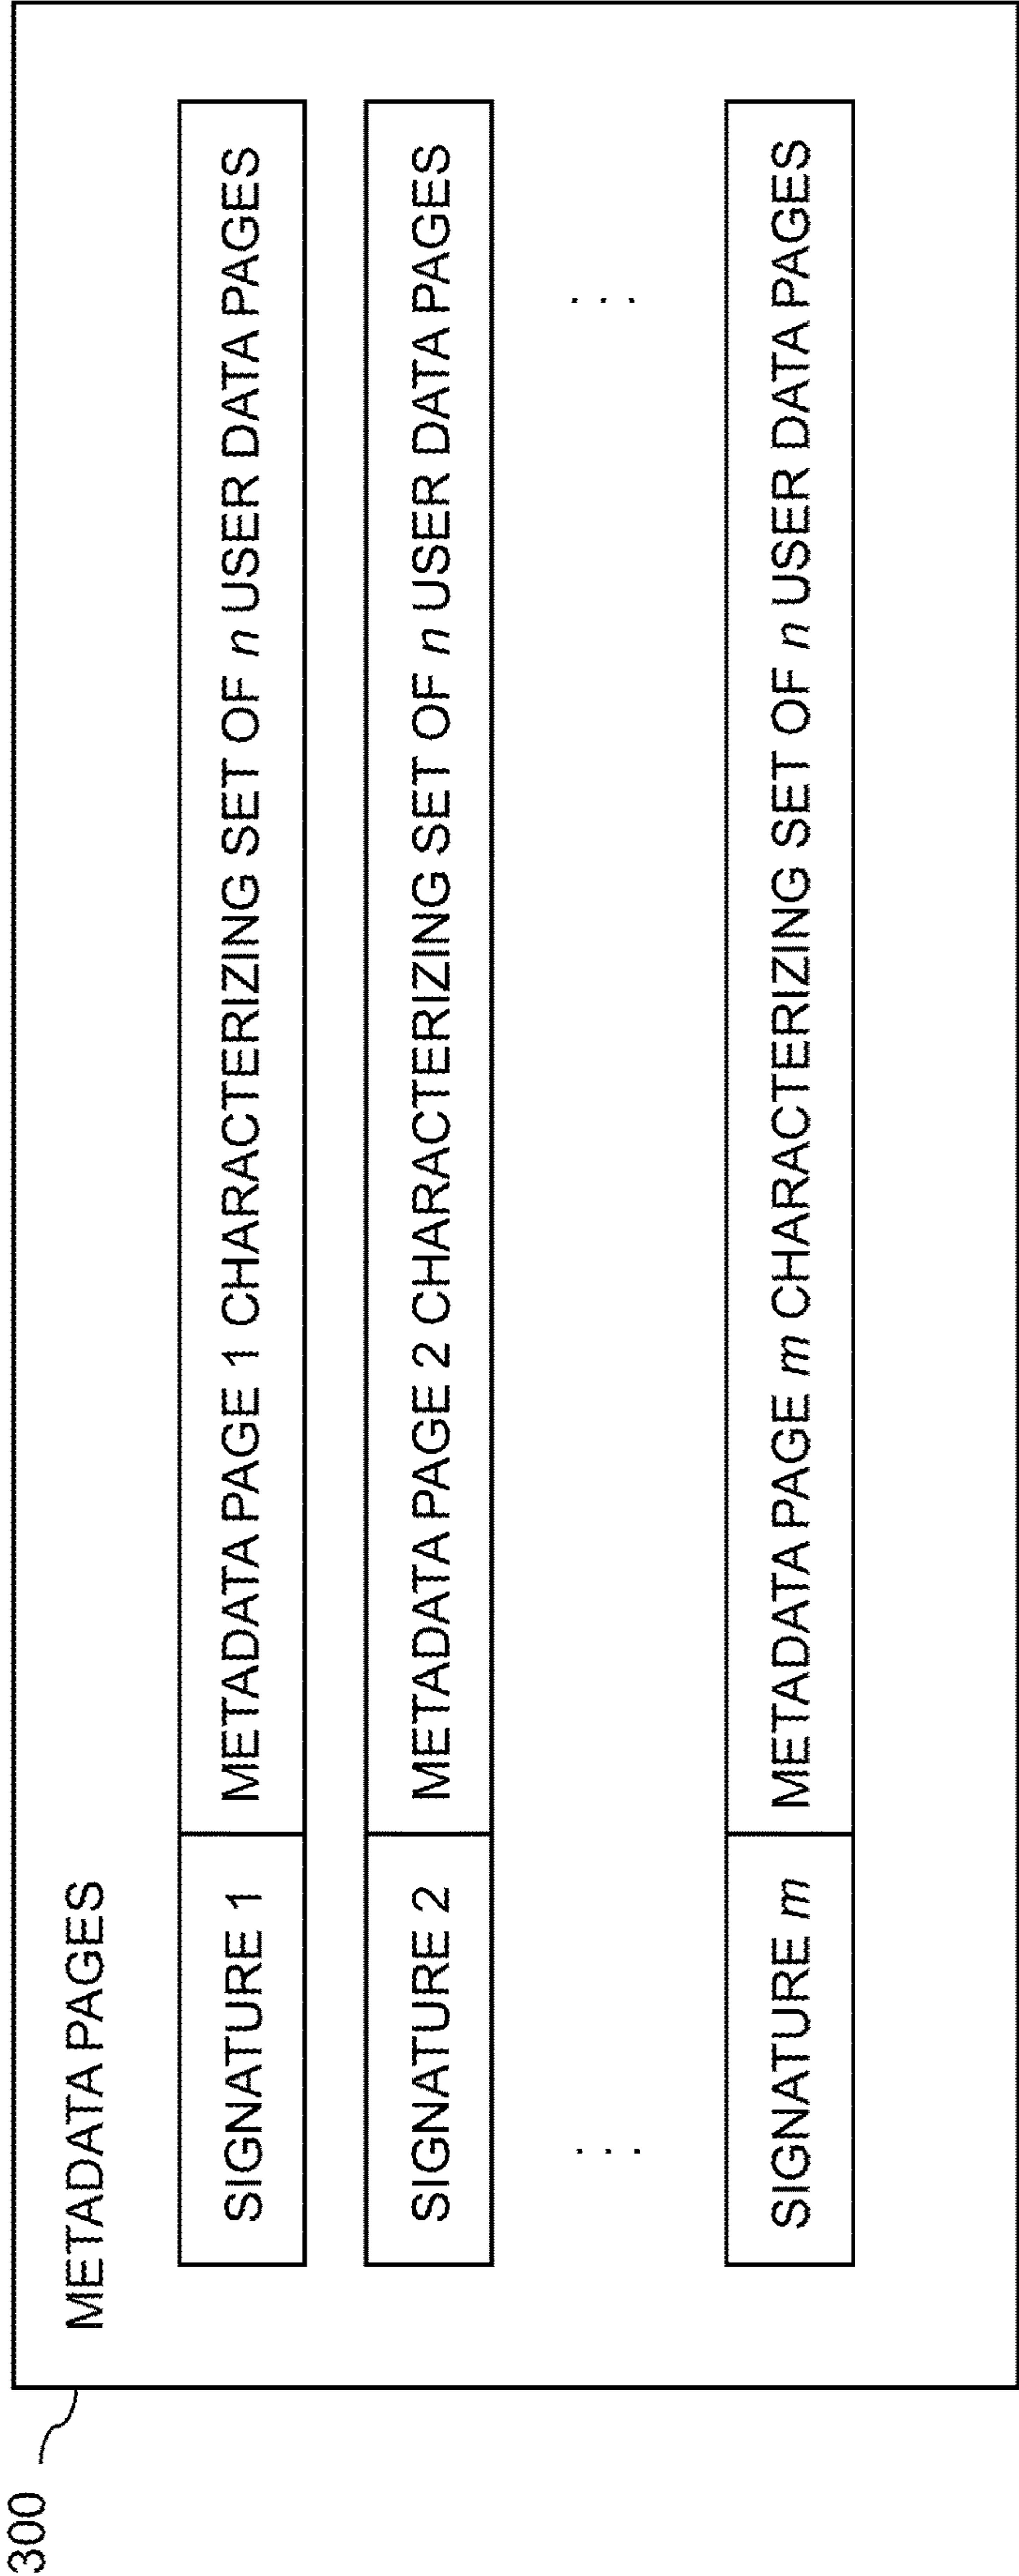 300
METADATA PAGES
SIGNATURE 1 METADATA PAGE 1 CHARACTERIZING SET OF n USER DATA PAGES
SIGNATURE 2 METADATA PAGE 2 CHARACTERIZING SET OF n USER DATA PAGES
. . . . . .
SIGNATURE m METADATA PAGE m CHARACTERIZING SET OF n USER DATA PAGES